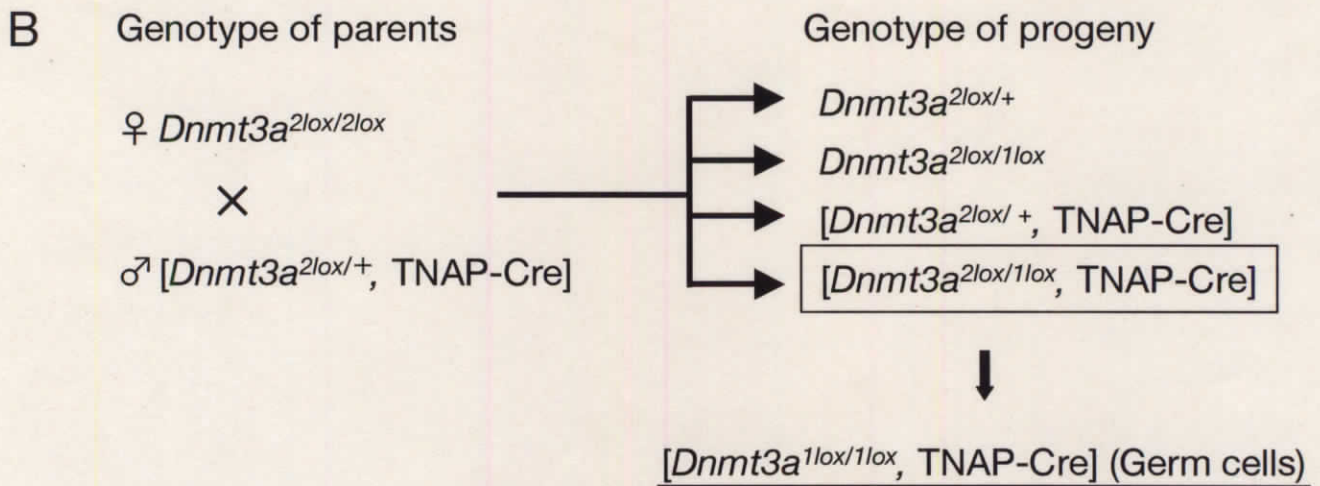 B Genotype of parents Genotype of progeny
♀ Dnmt3a2lox/2lox
×
♂ [Dnmt3a2lox/+, TNAP-Cre]
Dnmt3a2lox/+
Dnmt3a2lox/1lox
[Dnmt3a2lox/ +, TNAP-Cre]
[Dnmt3a2lox/1lox, TNAP-Cre]
[Dnmt3a1lox/1lox, TNAP-Cre] (Germ cells)